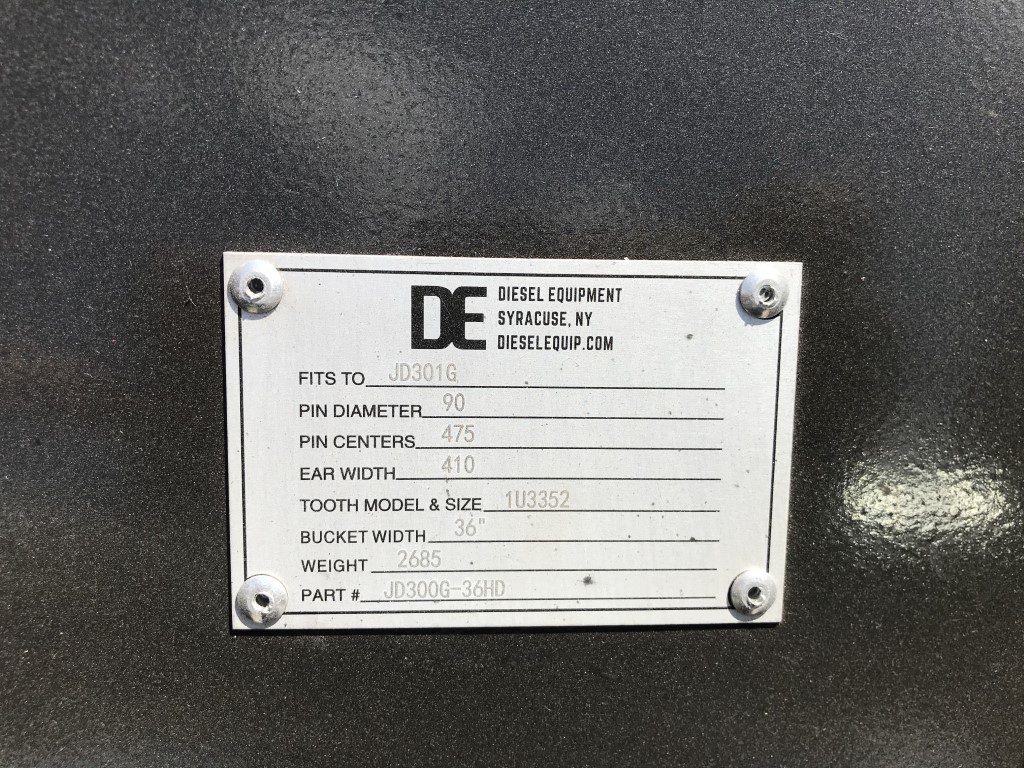 DE
DIESEL EQUIPMENT
SYRACUSE, NY
DIESELEQUIP.COM
FITS TO JD301G
PIN DIAMETER 90
PIN CENTERS 475
EAR WIDTH 410
TOOTH MODEL & SIZE 1U3352
BUCKET WIDTH 36"
WEIGHT 2685
PART # JD300G-36HD